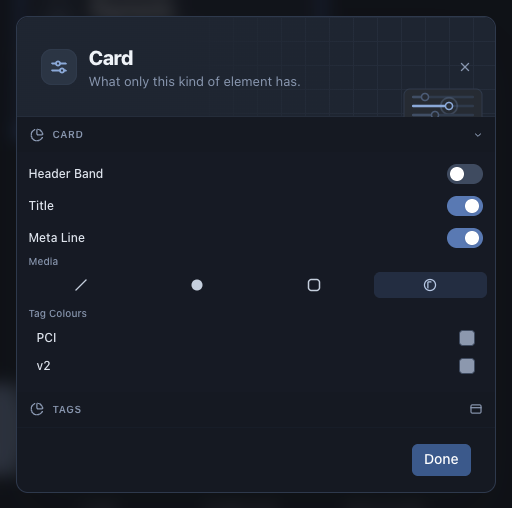 Card
What only this kind of element has.
CARD
Header Band
Title
Meta Line
Media
Tag Colours
PCI
v2
TAGS
Done